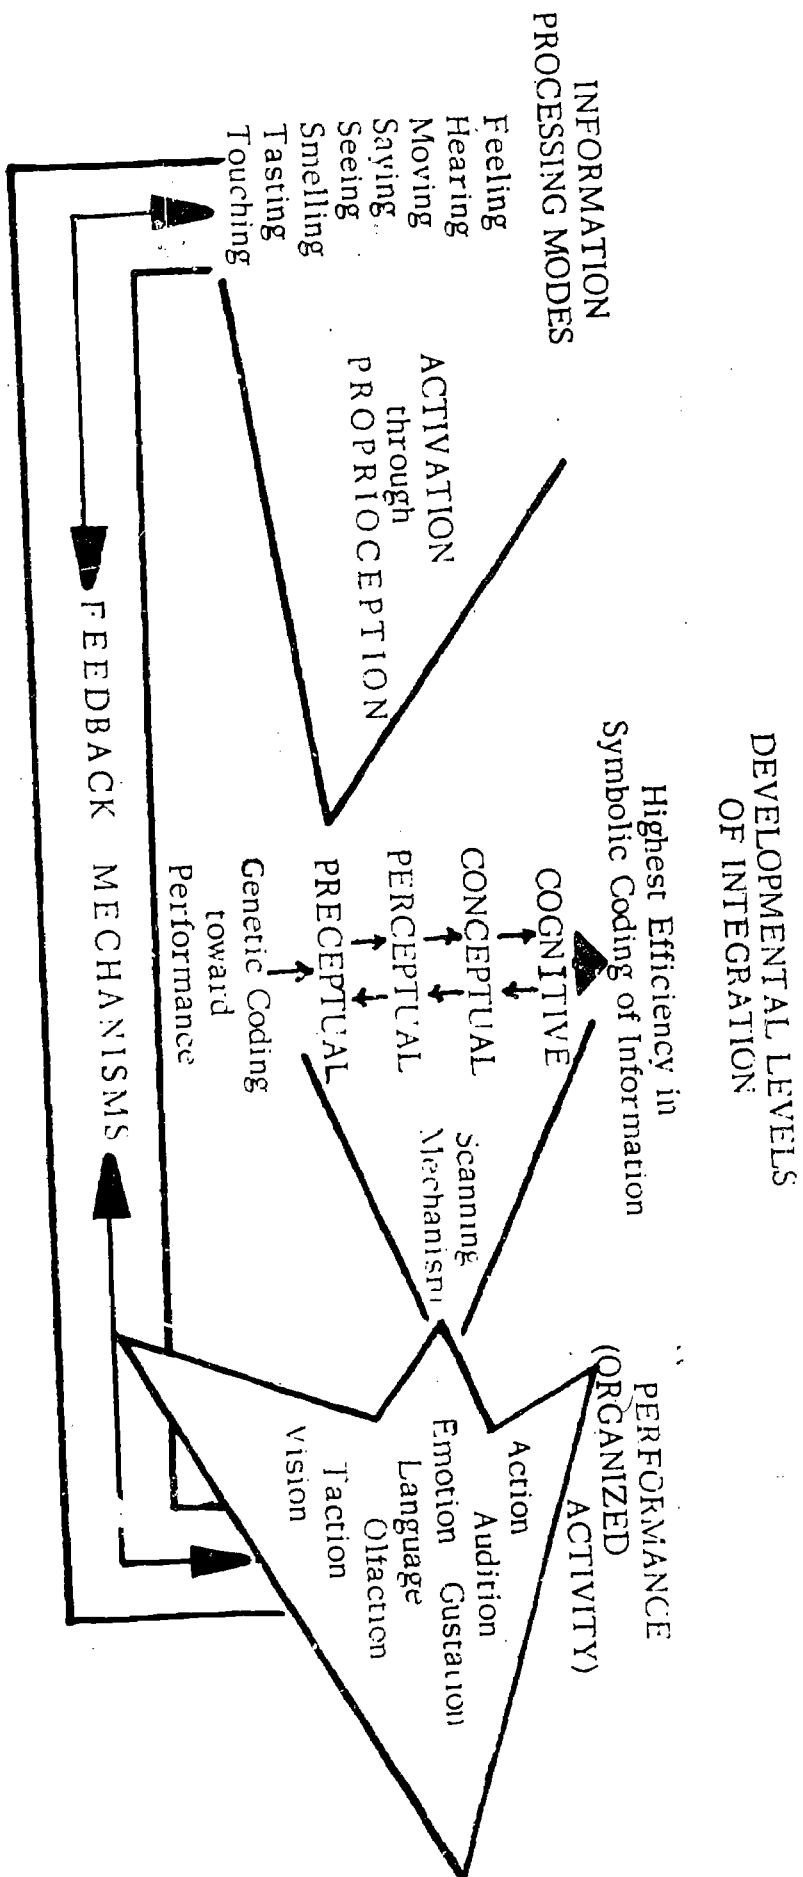 INFORMATION
PROCESSING MODES
Feeling
Hearing
Moving
Saying
Seeing
Smelling
Tasting
Touching
ACTIVATION
through
PROPRIOCEPTION
DEVELOPMENTAL LEVELS
OF INTEGRATION
Highest Efficiency in
Symbolic Coding of Information
COGNITIVE
CONCEPTUAL
PERCEPTUAL
PRECEPTUAL
Genetic Coding
toward
Performance
Scanning
Mechanism
PERFORMANCE
(ORGANIZED
ACTIVITY)
Action
Audition
Emotion Gustation
Language
Olfaction
Taction
Vision
FEEDBACK MECHANISMS